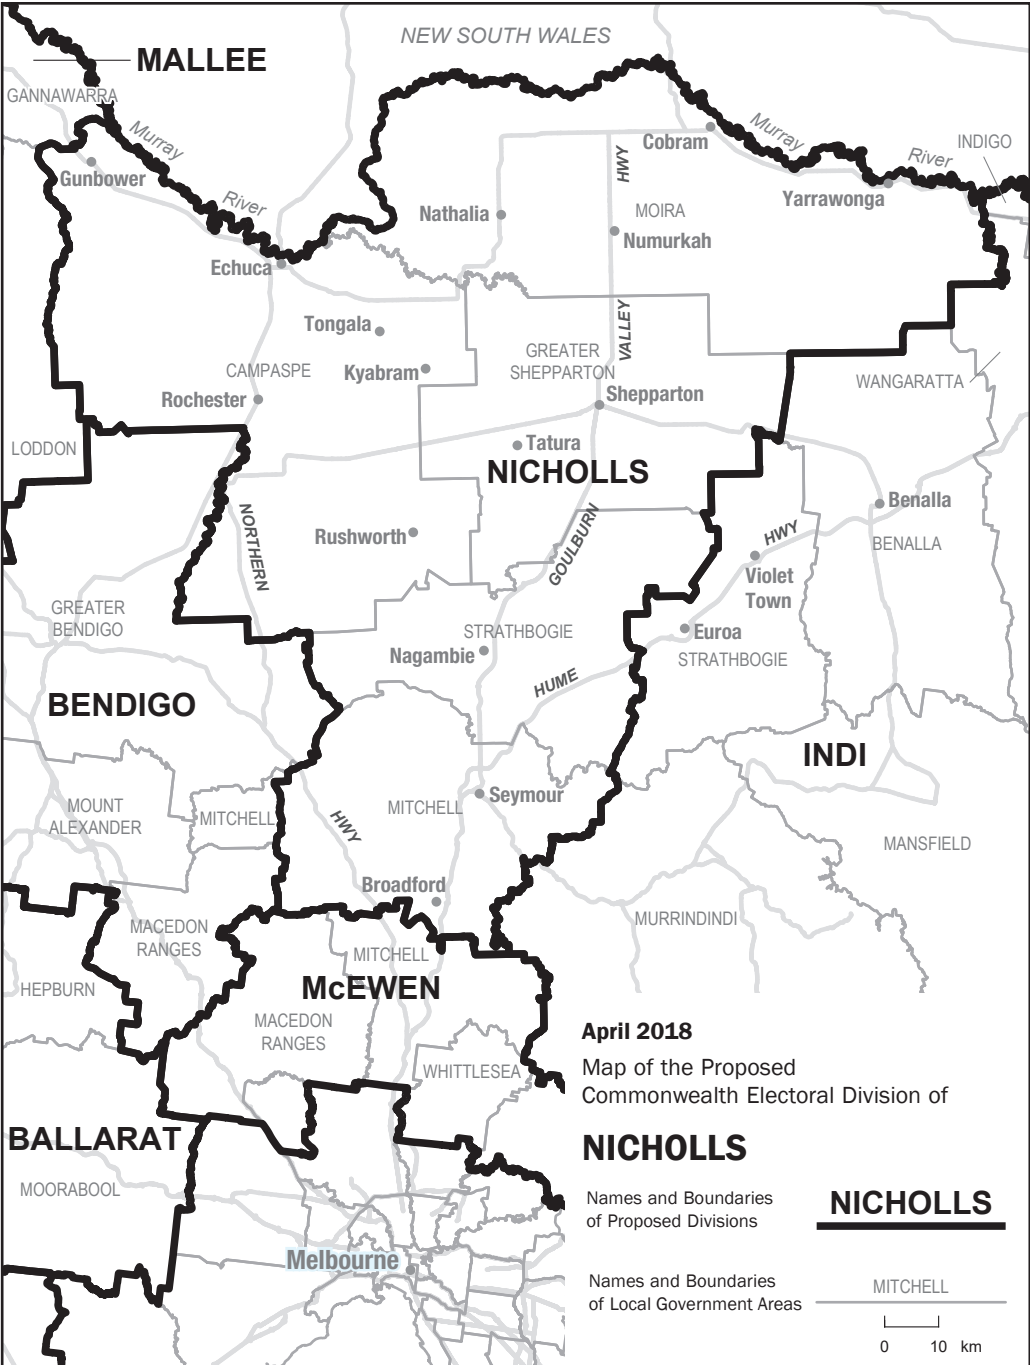 NEW SOUTH WALES
MALLEE
GANNAWARRA
Murray
River
Gunbower
Echuca
Nathalia
Cobram
HWY
MOIRA
Numurkah
Murray
River
INDIGO
Yarrawonga
Tongala
Kyabram
CAMPASPE
Rochester
GREATER
SHEPPARTON
VALLEY
Shepparton
WANGARATTA
LODDON
Tatura
NICHOLLS
NORTHERN
Rushworth
GOULBURN
Benalla
HWY
BENALLA
Violet
Town
GREATER
BENDIGO
STRATHBOGIE
Nagambie
Euroa
STRATHBOGIE
HUME
BENDIGO
INDI
MOUNT
ALEXANDER
MITCHELL
HWY
MITCHELL
Seymour
MANSFIELD
Broadford
MACEDON
RANGES
MURRINDINDI
MITCHELL
HEPBURN
McEWEN
MACEDON
RANGES
WHITTLESEA
BALLARAT
MOORABOOL
Melbourne
April 2018
Map of the Proposed
Commonwealth Electoral Division of
NICHOLLS
Names and Boundaries
of Proposed Divisions
NICHOLLS
Names and Boundaries
of Local Government Areas
MITCHELL
0 10 km